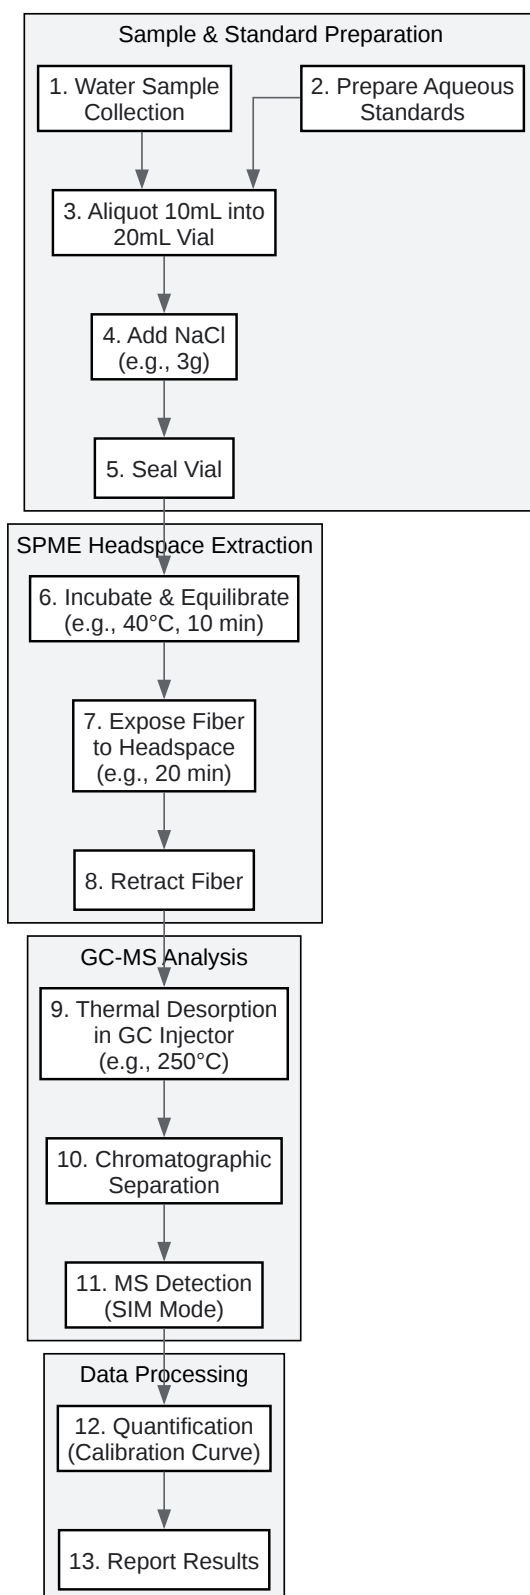 Sample & Standard Preparation
1. Water Sample
Collection
2. Prepare Aqueous
Standards
3. Aliquot 10mL into
20mL Vial
4. Add NaCl
(e.g., 3g)
5. Seal Vial
SPME Headspace Extraction
6. Incubate & Equilibrate
(e.g., 40°C, 10 min)
7. Expose Fiber
to Headspace
(e.g., 20 min)
8. Retract Fiber
GC-MS Analysis
9. Thermal Desorption
in GC Injector
(e.g., 250°C)
10. Chromatographic
Separation
11. MS Detection
(SIM Mode)
Data Processing
12. Quantification
(Calibration Curve)
13. Report Results